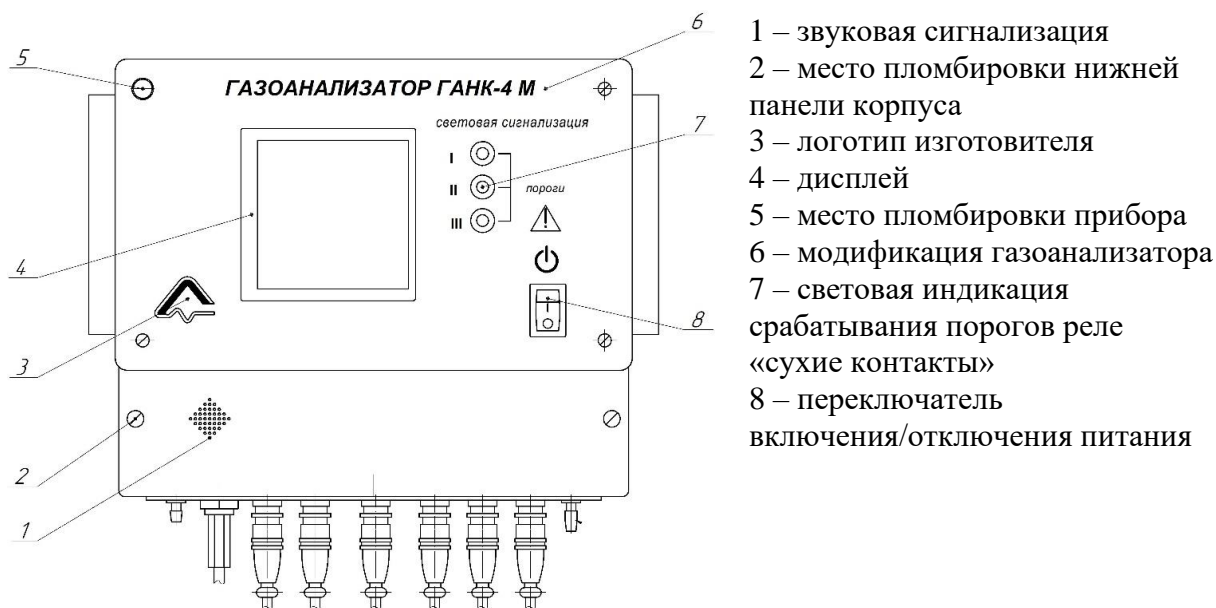 6
5
ГАЗОАНАЛИЗАТОР ГАНК-4 М
световая сигнализация
7
I
II
пороги
III
4
8
3
2
1
1 – звуковая сигнализация
2 – место пломбировки нижней
панели корпуса
3 – логотип изготовителя
4 – дисплей
5 – место пломбировки прибора
6 – модификация газоанализатора
7 – световая индикация
срабатывания порогов реле
«сухие контакты»
8 – переключатель
включения/отключения питания